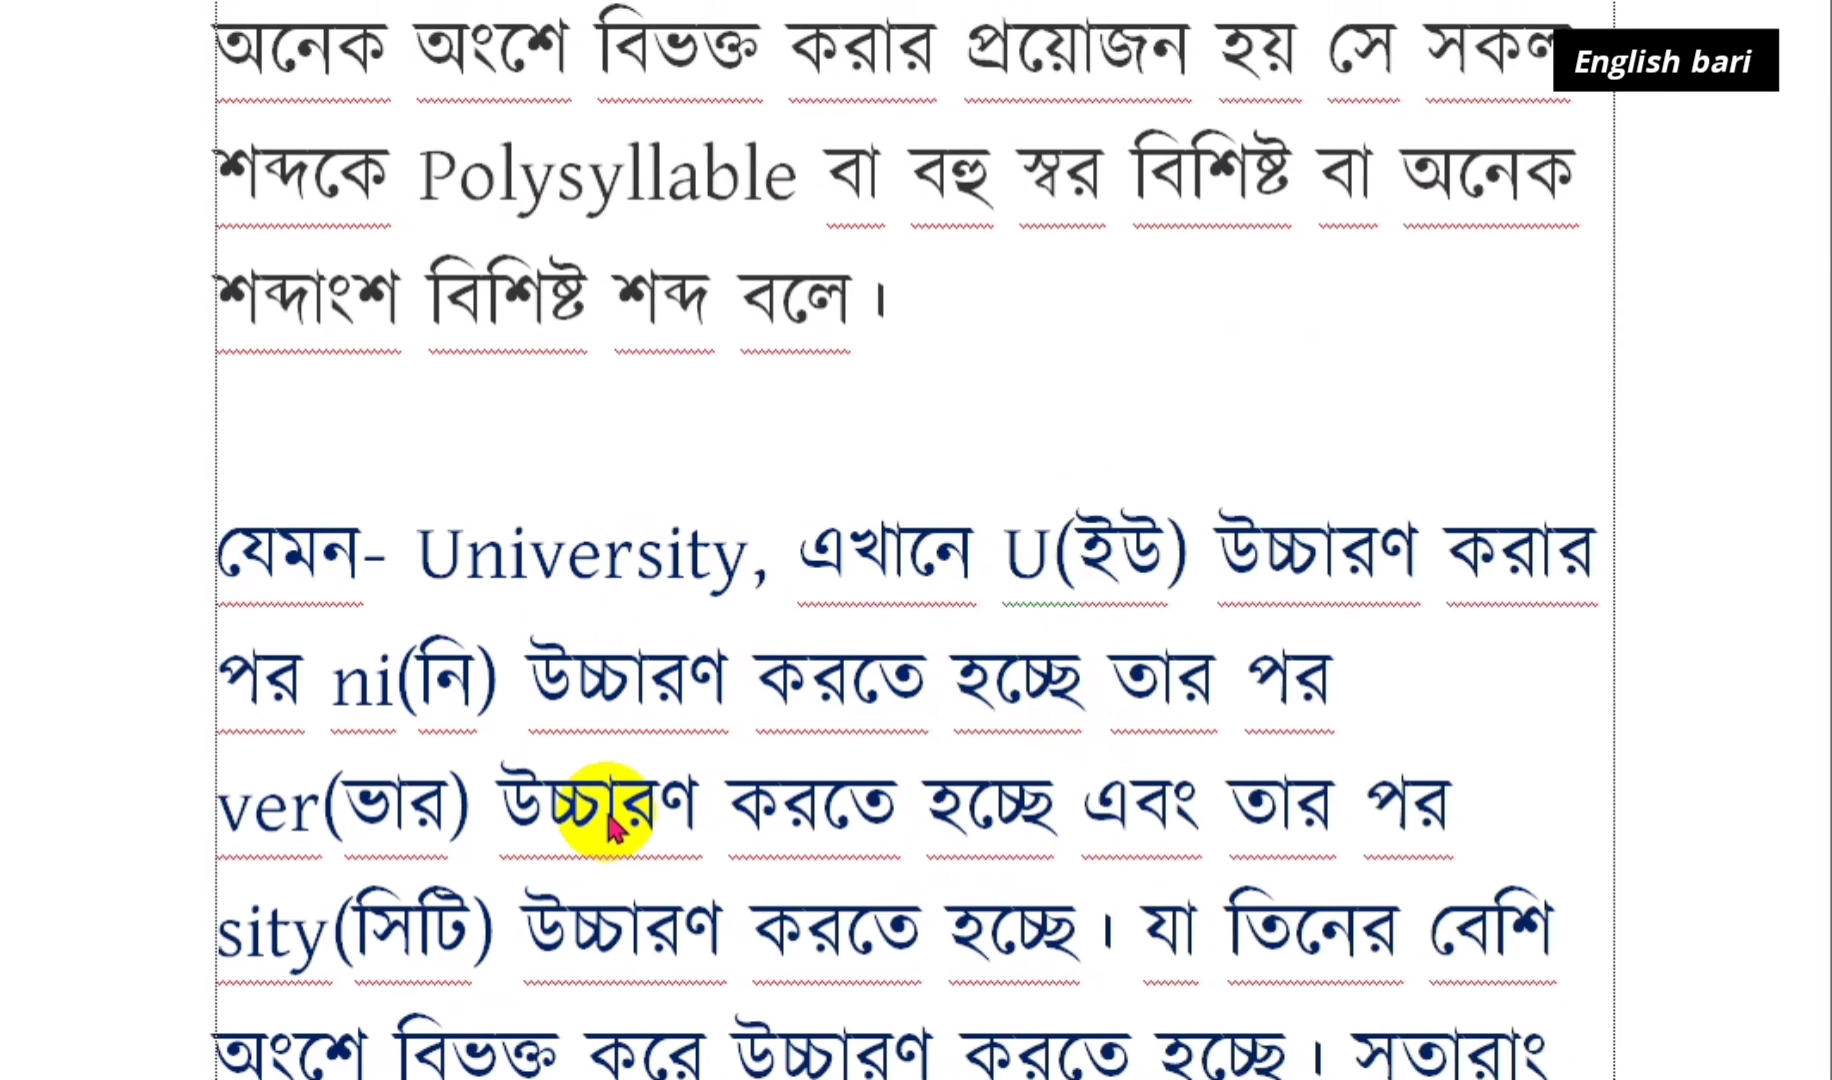 অনেক অংশে বিভক্ত করার প্রয়োজন হয় সে সকল
English bari
শব্দকে Polysyllable বা বহু স্বর বিশিষ্ট বা অনেক
শব্দাংশ বিশিষ্ট শব্দ বলে।
যেমন- University, এখানে U(ইউ) উচ্চারণ করার
পর ni(নি) উচ্চারণ করতে হচ্ছে তার পর
ver(ভার) উচ্চারণ করতে হচ্ছে এবং তার পর
sity(সিটি) উচ্চারণ করতে হচ্ছে। যা তিনের বেশি
অংশে বিভক্ত করে উচ্চারণ করতে হচ্ছে। সতারাং